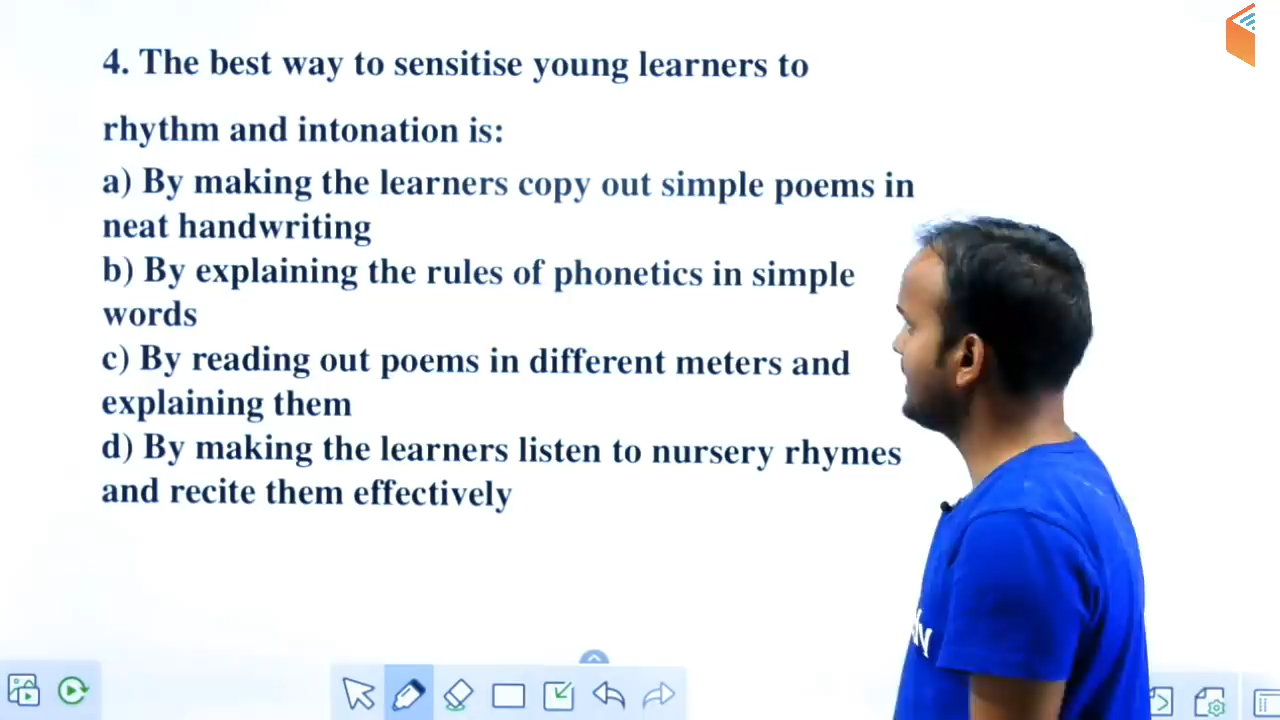 4. The best way to sensitise young learners to
rhythm and intonation is:
a) By making the learners copy out simple poems in
neat handwriting
b) By explaining the rules of phonetics in simple
words
c) By reading out poems in different meters and
explaining them
d) By making the learners listen to nursery rhymes
and recite them effectively